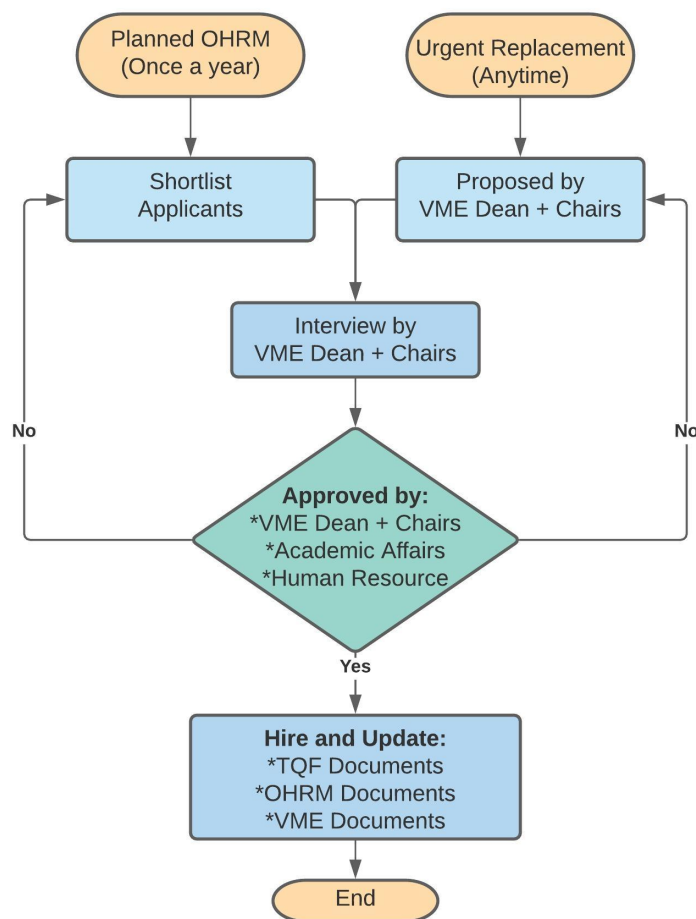 Planned OHRM
(Once a year)
Urgent Replacement
(Anytime)
Shortlist
Applicants
Proposed by
VME Dean + Chairs
Interview by
VME Dean + Chairs
No
No
Approved by:
*VME Dean + Chairs
*Academic Affairs
*Human Resource
Yes
Hire and Update:
*TQF Documents
*OHRM Documents
*VME Documents
End